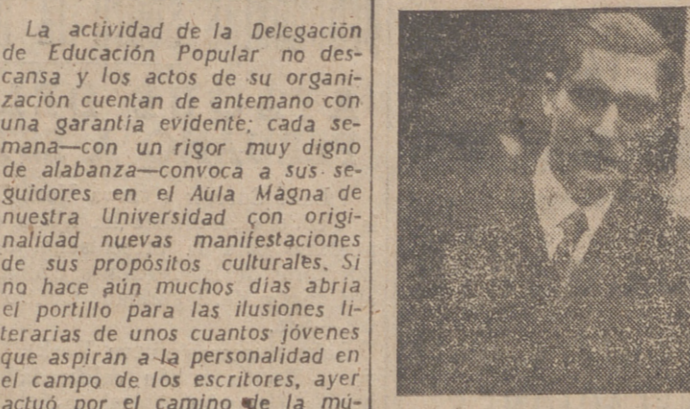 La actividad de la Delegación
de Educación Popular no des-
cansa y los actos de su organi-
zación cuentan de antemano con
una garantía evidente; cada se-
mana—con un rigor muy digno
de alabanza—convoca a sus se-
guidores en el Aula Magna de
nuestra Universidad con origi-
nalidad nuevas manifestaciones
de sus propósitos culturales. Si
no hace aún muchos días abría
el portillo para las ilusiones li-
terarias de unos cuantos jóvenes
que aspiran a la personalidad en
el campo de los escritores, ayer
actuó por el camino de la mú-